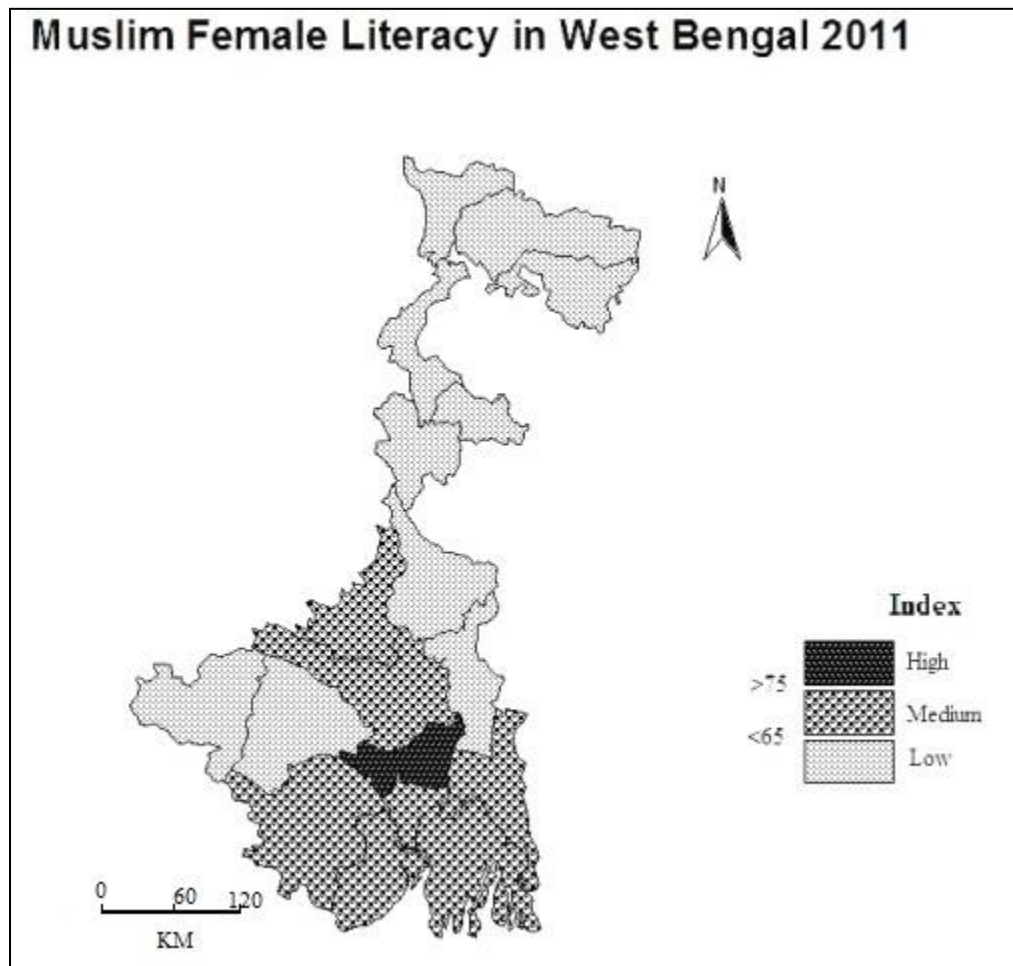 Muslim Female Literacy in West Bengal 2011
N
Index
High
>75
Medium
<65
Low
0 60 120
KM